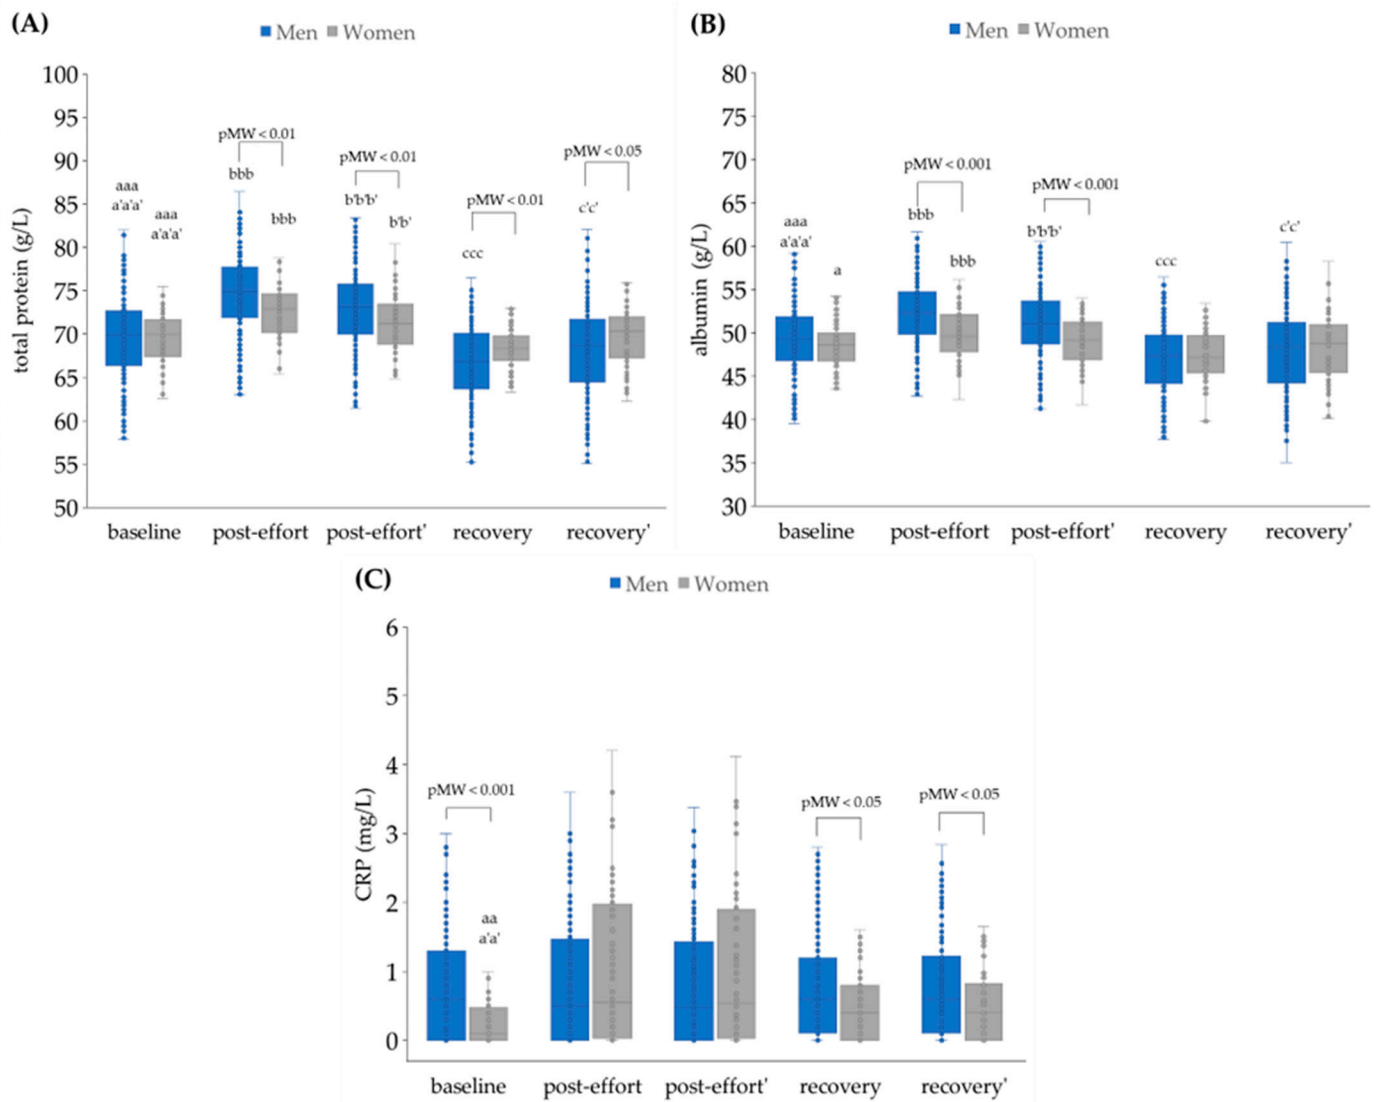 (A)
Men Women
total protein (g/L)
100
95
90
85
80
75
70
65
60
55
50
aaa
a'a'a'
aaa
a'a'a'
pMW < 0.01
bbb
bbb
pMW < 0.01
b'b'b'
b'b'
pMW < 0.01
ccc
pMW < 0.05
c'c'
baseline post-effort post-effort' recovery recovery'
(B)
Men Women
albumin (g/L)
80
75
70
65
60
55
50
45
40
35
30
aaa
a'a'a'
a
pMW < 0.001
bbb
bbb
pMW < 0.001
b'b'b'
ccc
c'c'
baseline post-effort post-effort' recovery recovery'
(C)
Men Women
CRP (mg/L)
6
5
4
3
2
1
0
pMW < 0.001
aa
a'a'
pMW < 0.05
pMW < 0.05
baseline post-effort post-effort' recovery recovery'